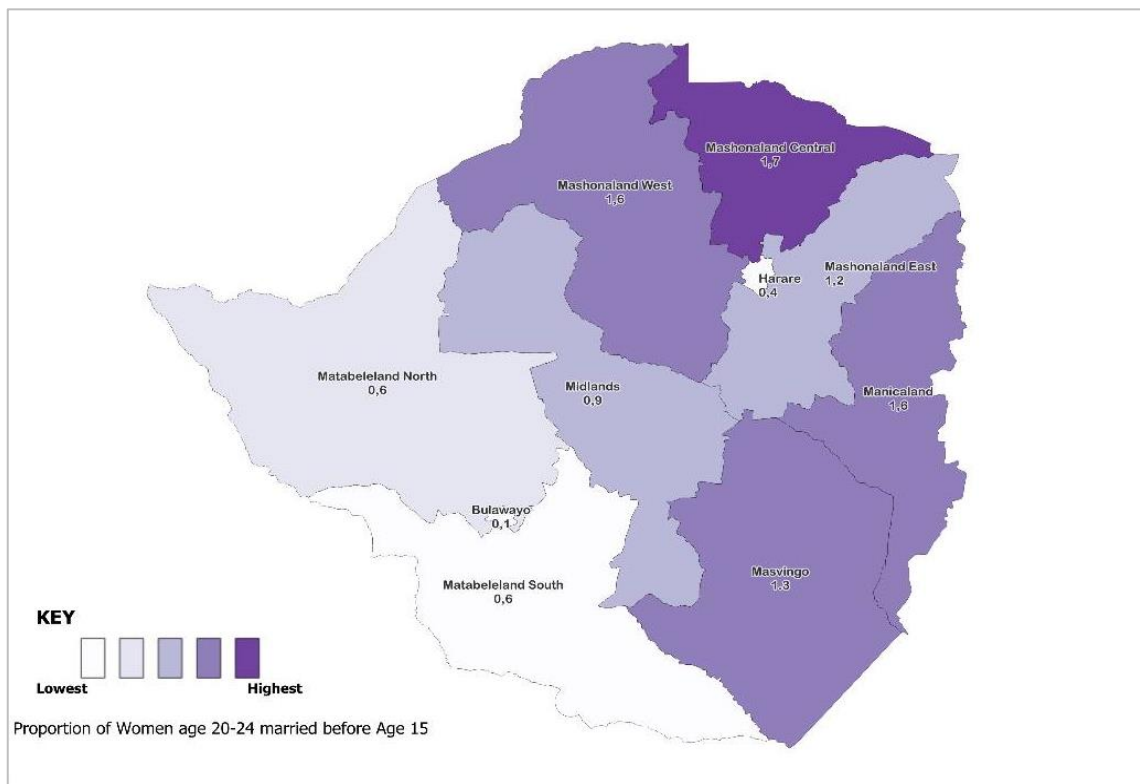 Mashonaland Central
1,7
Mashonaland West
1,6
Mashonaland East
1,2
Harare
0,4
Matabeleland North
0,6
Midlands
0,9
Manicaland
1,6
Bulawayo
0,1
Masvingo
1.3
Matabeleland South
0,6
KEY
Lowest Highest
Proportion of Women age 20-24 married before Age 15